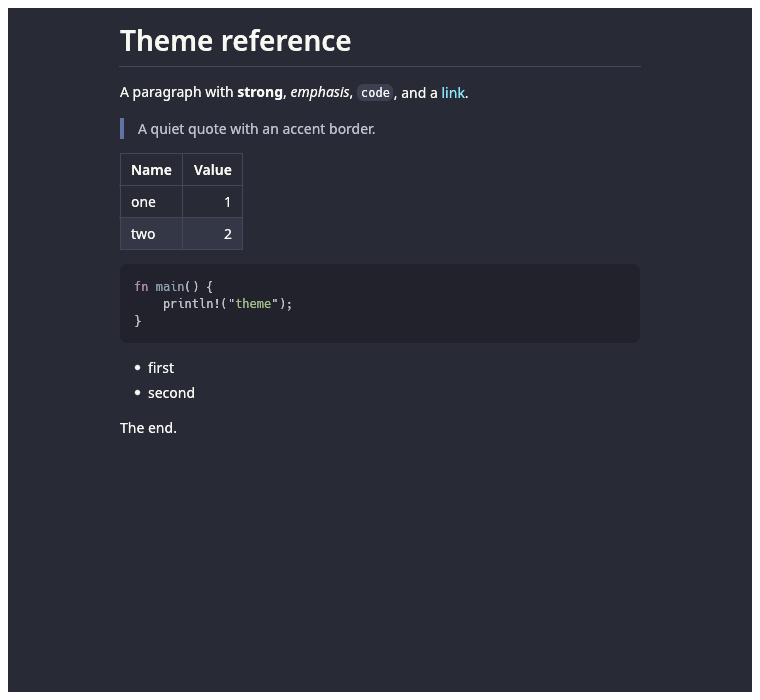 Theme reference
A paragraph with strong, emphasis, code, and a link.
A quiet quote with an accent border.
Name Value
one 1
two 2
fn main() {
    println!("theme");
}
• first
• second
The end.